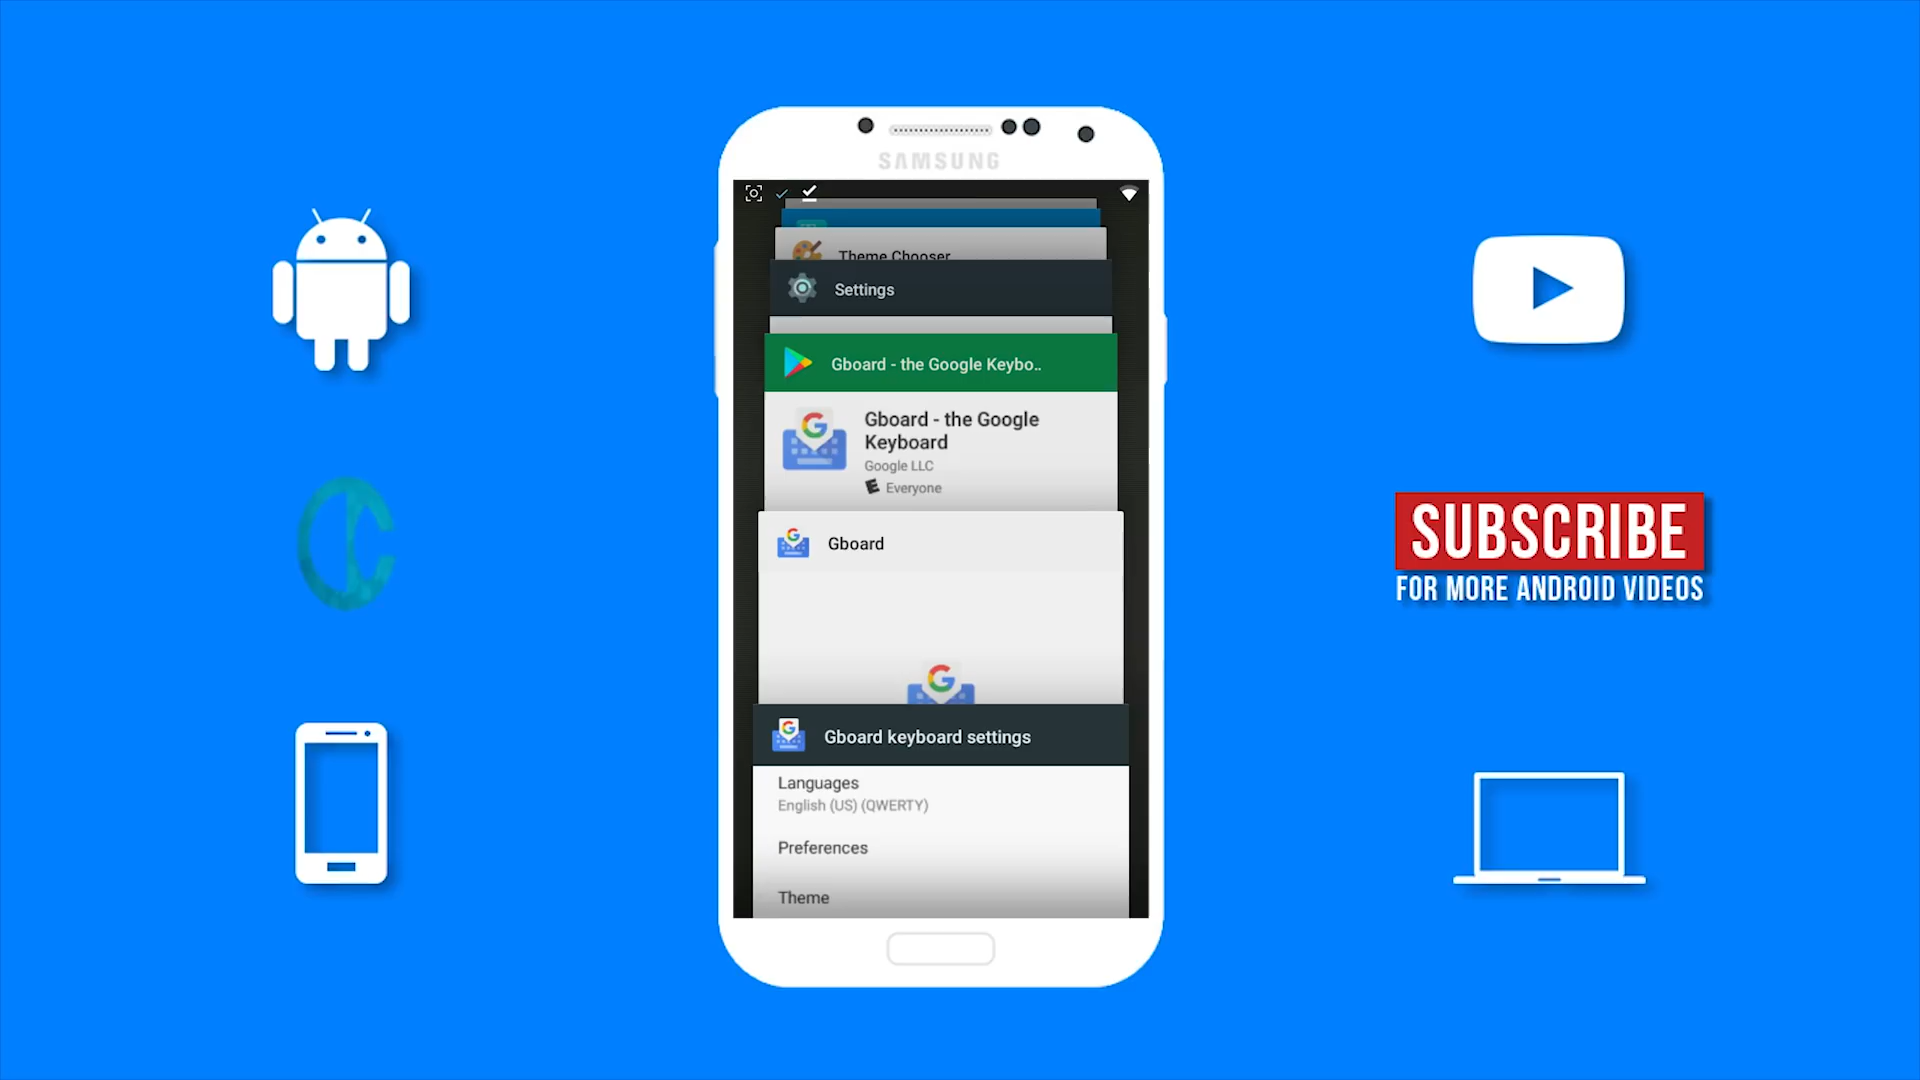 SAMSUNG
Theme Chooser
Settings
Gboard - the Google Keybo..
Gboard - the Google
Keyboard
Google LLC
E Everyone
Gboard
Gboard keyboard settings
Languages
English (US) (QWERTY)
Preferences
Theme
SUBSCRIBE
FOR MORE ANDROID VIDEOS